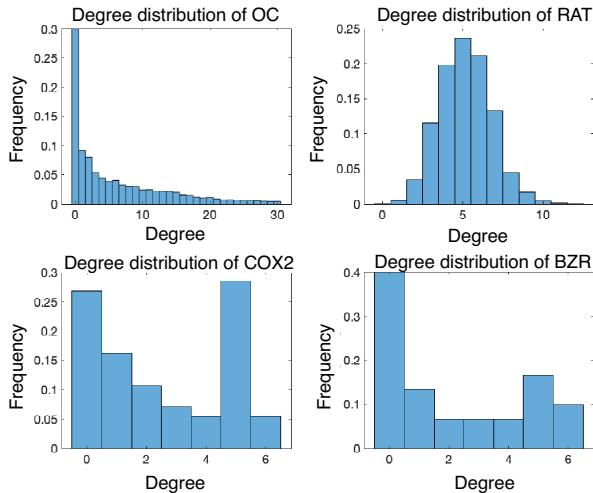 Degree distribution of OC
0.3
0.25
0.2
0.15
0.1
0.05
0
Frequency
0 10 20 30
Degree
Degree distribution of RAT
0.25
0.2
0.15
0.1
0.05
0
Frequency
0 5 10
Degree
Degree distribution of COX2
0.3
0.25
0.2
0.15
0.1
0.05
0
Frequency
0 2 4 6
Degree
Degree distribution of BZR
0.4
0.3
0.2
0.1
0
Frequency
0 2 4 6
Degree